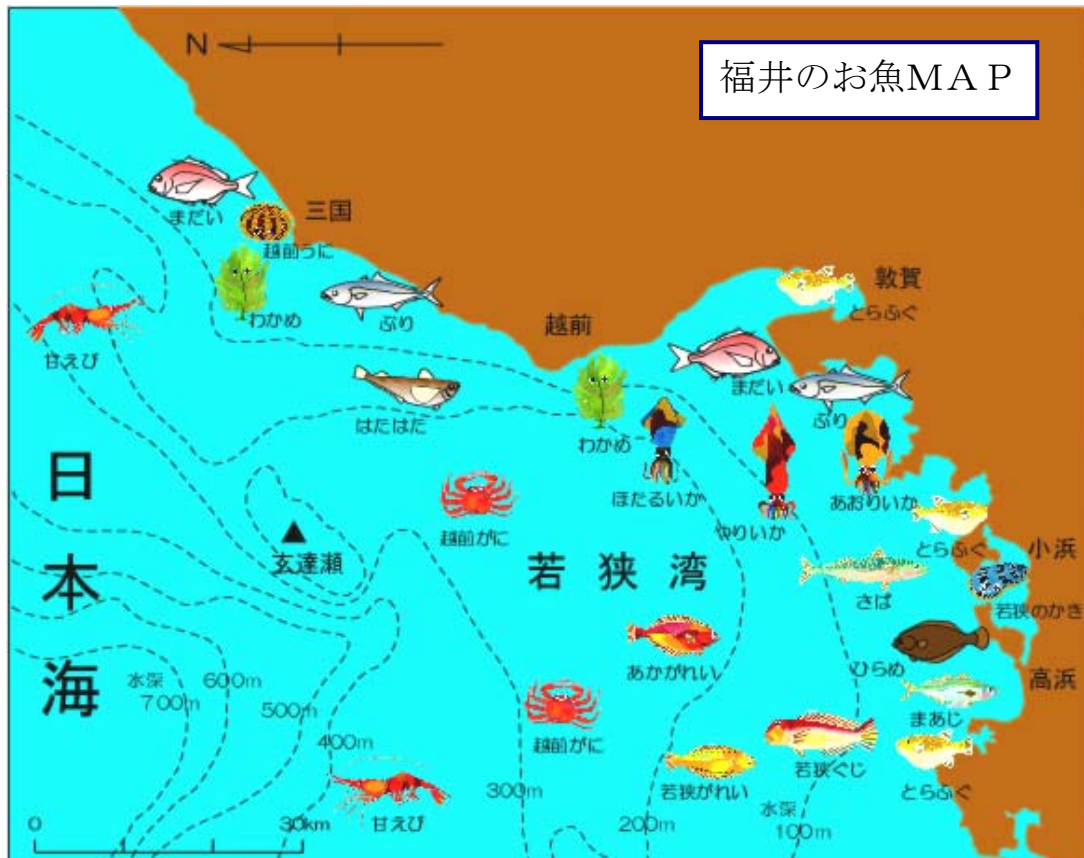 N
福井のお魚MAP
まだい
三国
越前うに
わかめ
ぶり
甘えび
越前
敦賀
とらふぐ
まだい
ぶり
はたはた
わかめ
ほたるいか
やりいか
あおりいか
越前がに
とらふぐ
小浜
日本海
玄達瀬
若狭湾
さば
若狭のかき
あかがれい
ひらめ
高浜
まあじ
水深
700m
600m
500m
400m
越前がに
若狭ぐじ
300m
若狭がれい
とらふぐ
甘えび
200m
水深
100m
0
30km